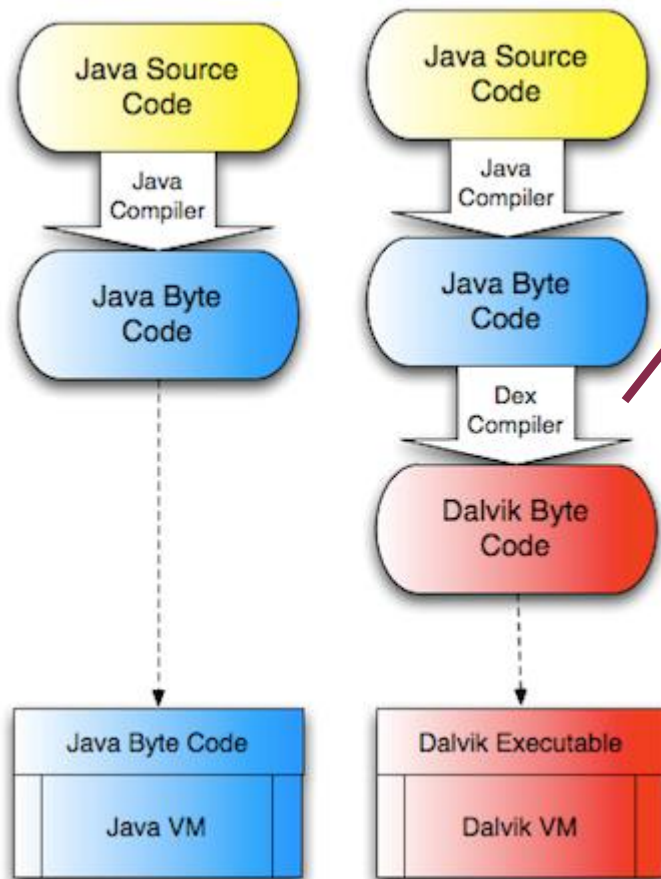 Java Source
Code
Java
Compiler
Java Byte
Code
Java Byte Code
Java VM
Java Source
Code
Java
Compiler
Java Byte
Code
Dex
Compiler
Dalvik Byte
Code
Dalvik Executable
Dalvik VM